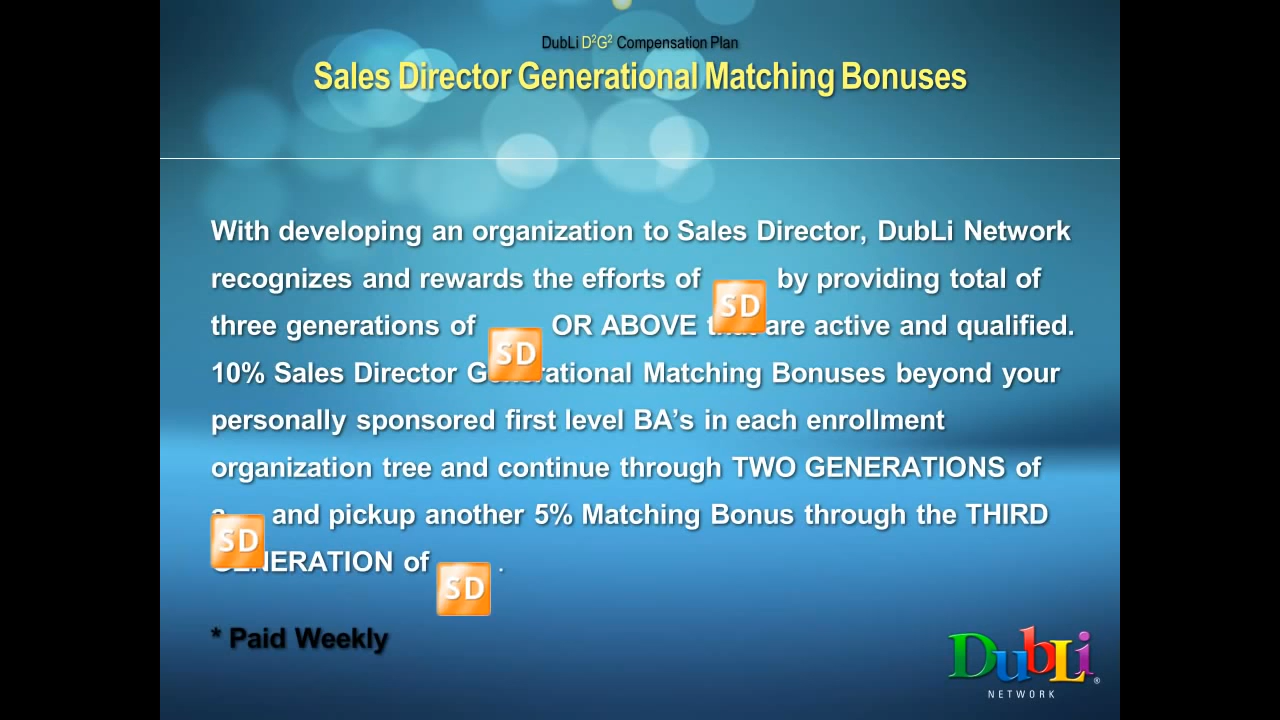 DubLi D²G² Compensation Plan
Sales Director Generational Matching Bonuses
With developing an organization to Sales Director, DubLi Network
recognizes and rewards the efforts of SD by providing total of
three generations of SD OR ABOVE are active and qualified.
10% Sales Director Generational Matching Bonuses beyond your
personally sponsored first level BA’s in each enrollment
organization tree and continue through TWO GENERATIONS of
SD and pickup another 5% Matching Bonus through the THIRD
GENERATION of SD .
* Paid Weekly
DubLi®
NETWORK